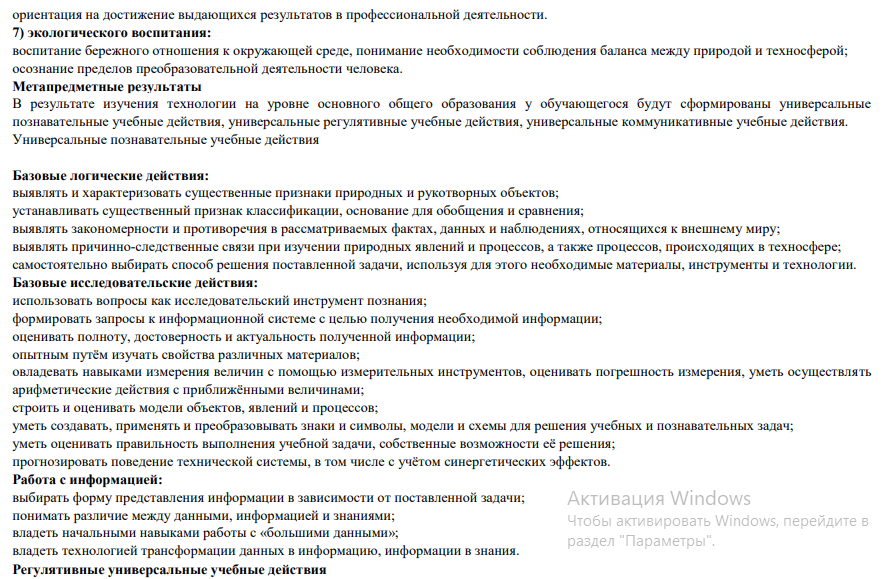 ориентация на достижение выдающихся результатов в профессиональной деятельности.
7) экологического воспитания:
воспитание бережного отношения к окружающей среде, понимание необходимости соблюдения баланса между природой и техносферой;
осознание пределов преобразовательной деятельности человека.
Метапредметные результаты
В результате изучения технологии на уровне основного общего образования у обучающегося будут сформированы универсальные
познавательные учебные действия, универсальные регулятивные учебные действия, универсальные коммуникативные учебные действия.
Универсальные познавательные учебные действия
Базовые логические действия:
выявлять и характеризовать существенные признаки природных и рукотворных объектов;
устанавливать существенный признак классификации, основание для обобщения и сравнения;
выявлять закономерности и противоречия в рассматриваемых фактах, данных и наблюдениях, относящихся к внешнему миру;
выявлять причинно-следственные связи при изучении природных явлений и процессов, а также процессов, происходящих в техносфере;
самостоятельно выбирать способ решения поставленной задачи, используя для этого необходимые материалы, инструменты и технологии.
Базовые исследовательские действия:
использовать вопросы как исследовательский инструмент познания;
формировать запросы к информационной системе с целью получения необходимой информации;
оценивать полноту, достоверность и актуальность полученной информации;
опытным путём изучать свойства различных материалов;
овладевать навыками измерения величин с помощью измерительных инструментов, оценивать погрешность измерения, уметь осуществлять
арифметические действия с приближёнными величинами;
строить и оценивать модели объектов, явлений и процессов;
уметь создавать, применять и преобразовывать знаки и символы, модели и схемы для решения учебных и познавательных задач;
уметь оценивать правильность выполнения учебной задачи, собственные возможности её решения;
прогнозировать поведение технической системы, в том числе с учётом синергетических эффектов.
Работа с информацией:
выбирать форму представления информации в зависимости от поставленной задачи;
понимать различие между данными, информацией и знаниями;
владеть начальными навыками работы с «большими данными»;
владеть технологией трансформации данных в информацию, информации в знания.
Регулятивные универсальные учебные действия
Активация Windows
Чтобы активировать Windows, перейдите в
раздел "Параметры".